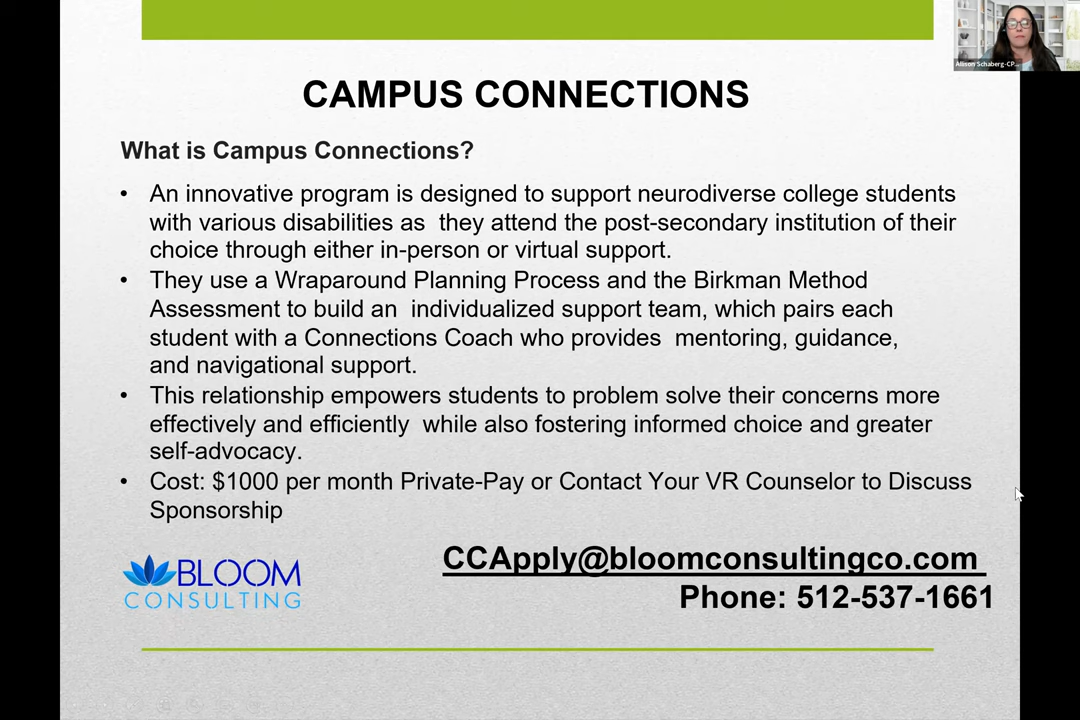 Allison Schaberg-CP...
CAMPUS CONNECTIONS
What is Campus Connections?
• An innovative program is designed to support neurodiverse college students
with various disabilities as they attend the post-secondary institution of their
choice through either in-person or virtual support.
• They use a Wraparound Planning Process and the Birkman Method
Assessment to build an individualized support team, which pairs each
student with a Connections Coach who provides mentoring, guidance,
and navigational support.
• This relationship empowers students to problem solve their concerns more
effectively and efficiently while also fostering informed choice and greater
self-advocacy.
• Cost: $1000 per month Private-Pay or Contact Your VR Counselor to Discuss
Sponsorship
CCApply@bloomconsultingco.com
Phone: 512-537-1661
BLOOM
CONSULTING